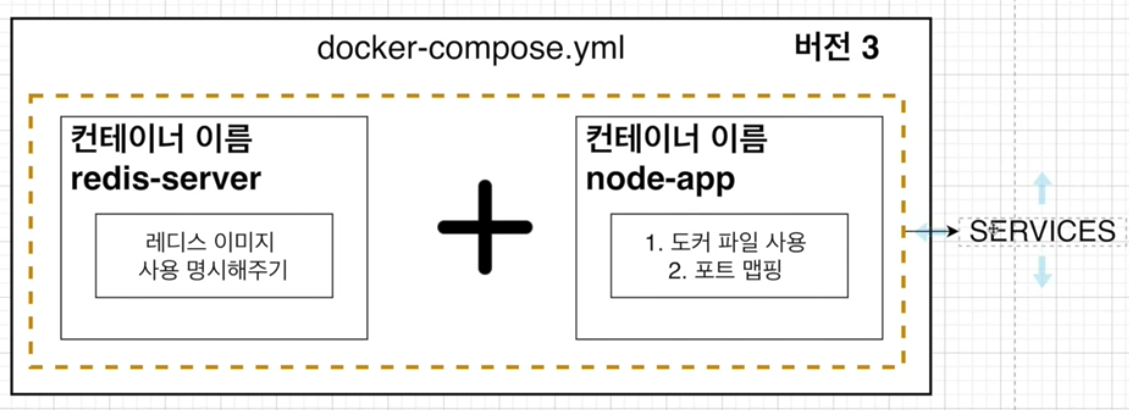 docker-compose.yml
버전 3
컨테이너 이름
redis-server
레디스 이미지
사용 명시해주기
컨테이너 이름
node-app
1. 도커 파일 사용
2. 포트 맵핑
SERVICES